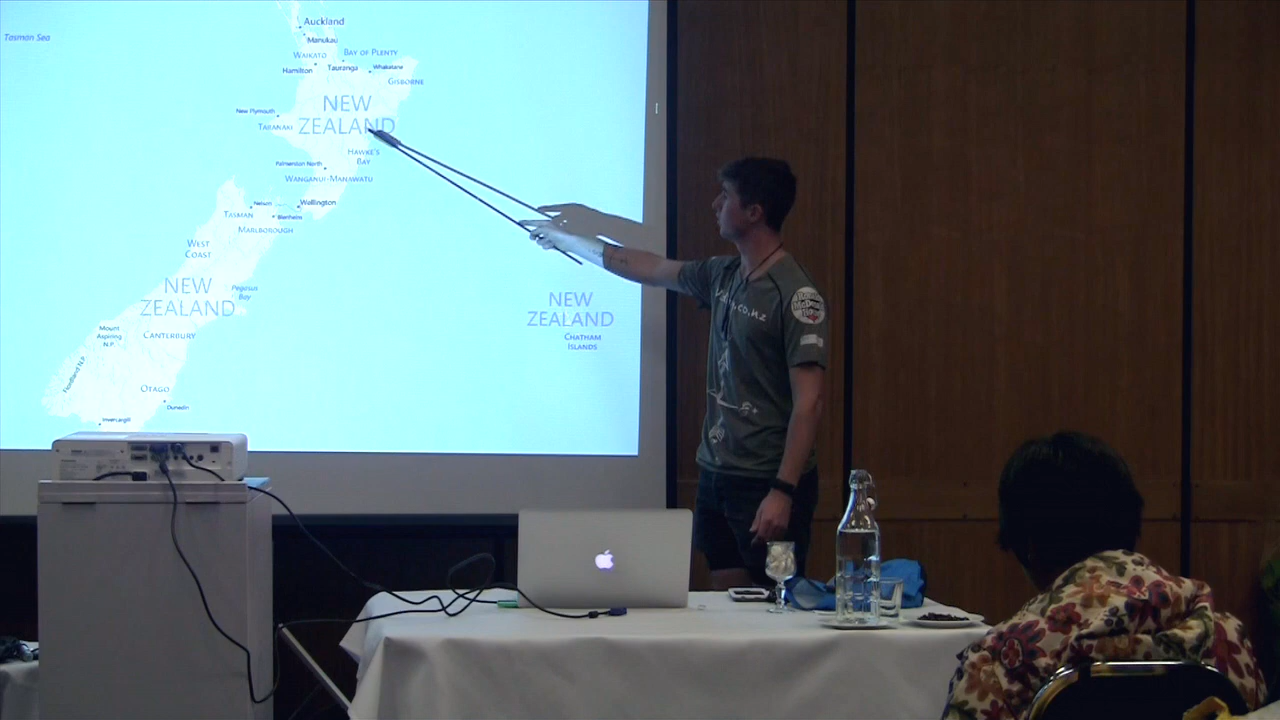 Auckland
Tasman Sea
Manukau
WAIKATO
BAY OF PLENTY
Hamilton
Tauranga
Whakatane
GISBORNE
NEW
ZEALAND
New Plymouth
TARANAKI
HAWKE'S
BAY
Palmerston North
WANGANUI-MANAWATU
Nelson
Wellington
TASMAN
Blenheim
MARLBOROUGH
WEST
COAST
NEW
ZEALAND
Pegasus
Bay
NEW
ZEALAND
CHATHAM
ISLANDS
Mount
Aspiring
N.P.
CANTERBURY
Fiordland N.P.
OTAGO
Dunedin
Invercargill
.co.nz